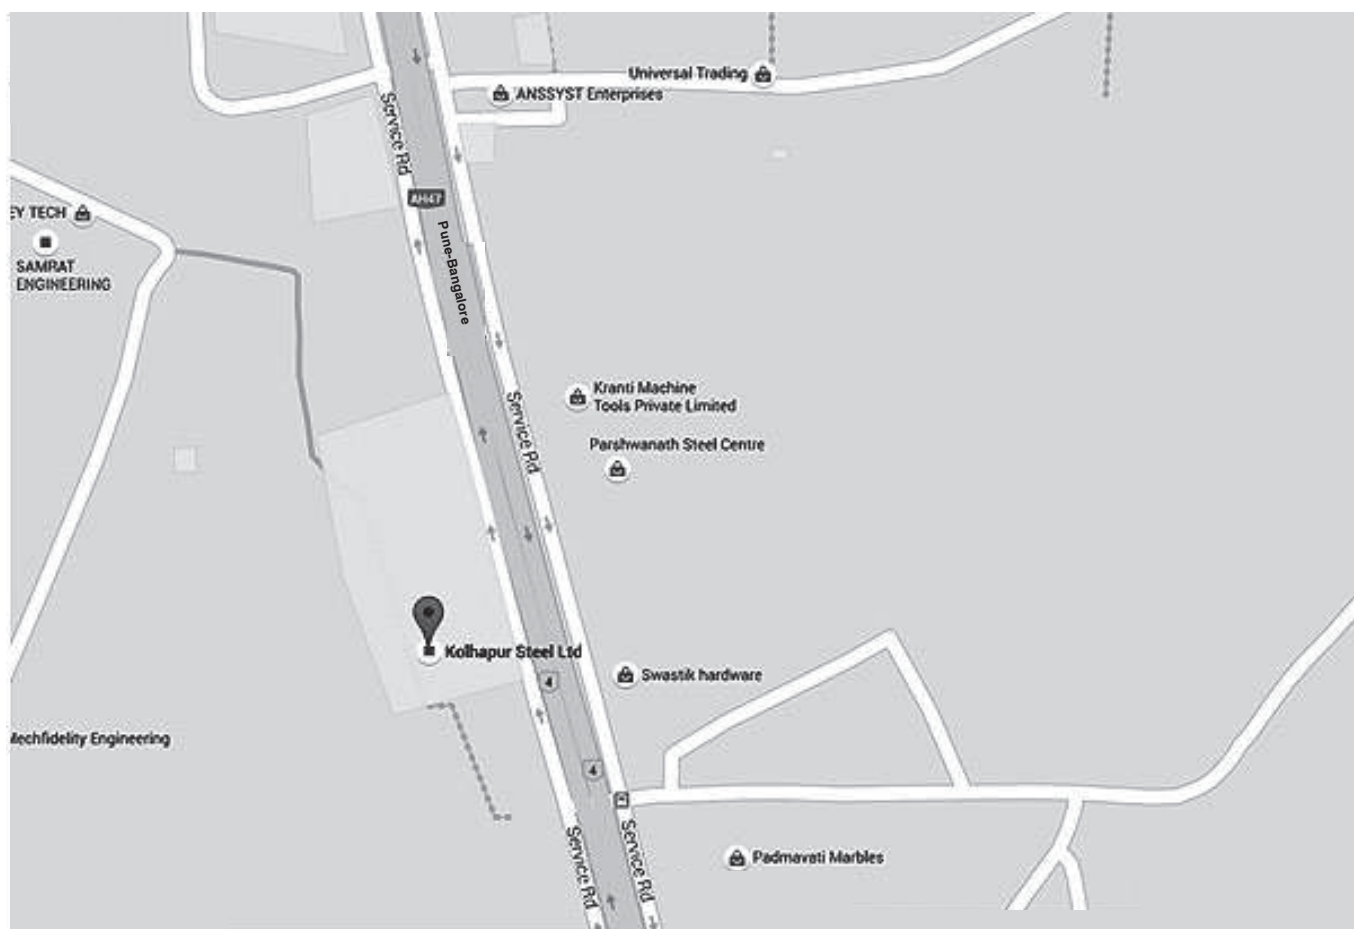 Universal Trading
ANSSYST Enterprises
Service Rd
AH47
EY TECH
Pune-Bangalore
SAMRAT
ENGINEERING
Kranti Machine
Tools Private Limited
Service Rd
Parshwanath Steel Centre
Kolhapur Steel Ltd
4
Swastik hardware
Mechfidelity Engineering
4
Service Rd
Service Rd
Padmavati Marbles